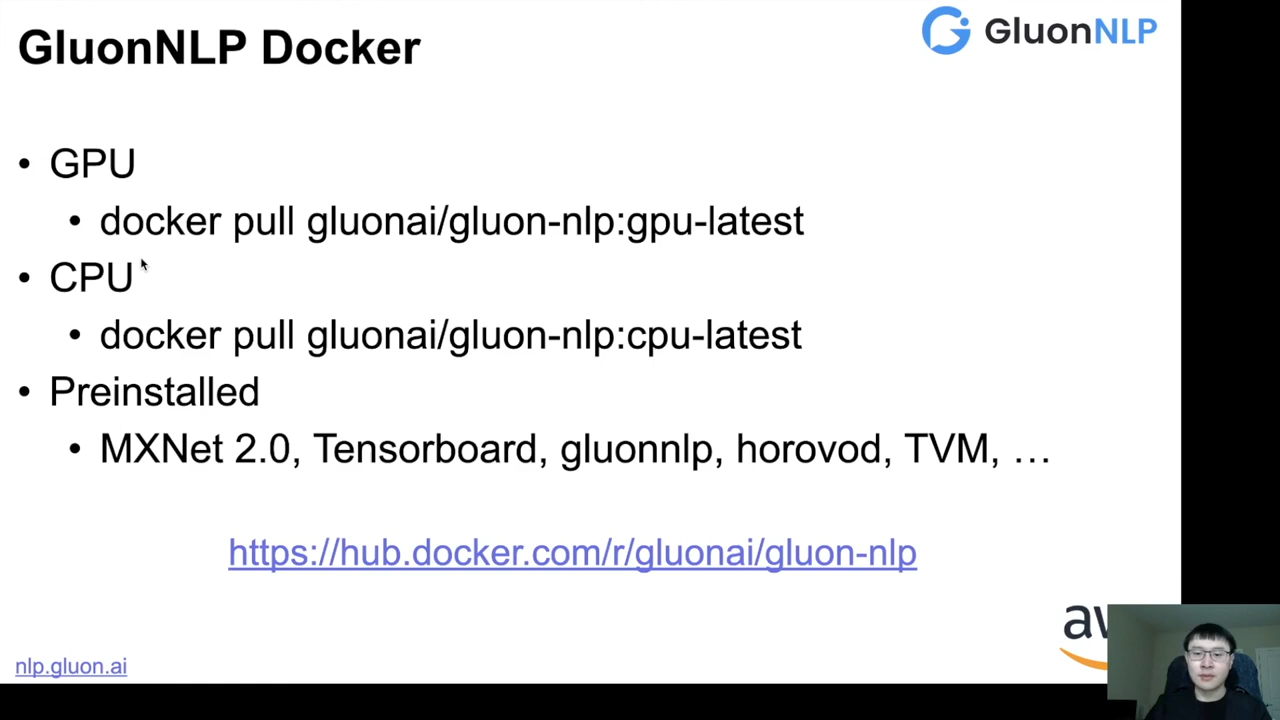 GluonNLP Docker
GluonNLP
• GPU
• docker pull gluonai/gluon-nlp:gpu-latest
• CPU
• docker pull gluonai/gluon-nlp:cpu-latest
• Preinstalled
• MXNet 2.0, Tensorboard, gluonnlp, horovod, TVM, …
https://hub.docker.com/r/gluonai/gluon-nlp
nlp.gluon.ai